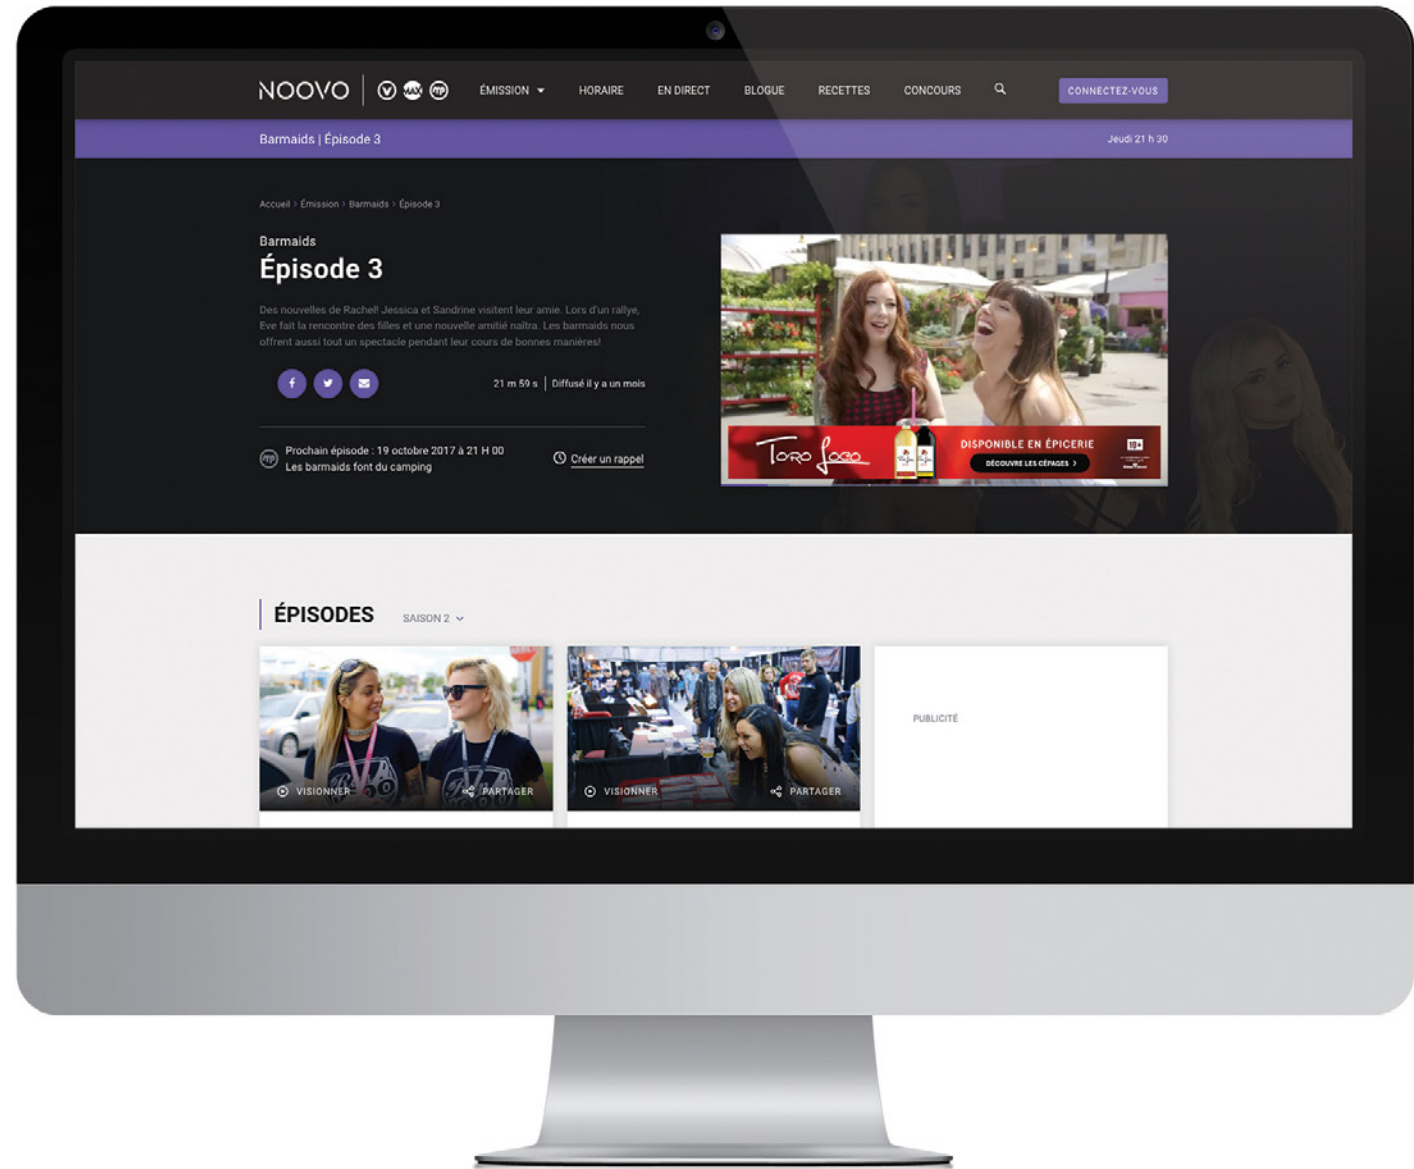 NOOVO V MAX MP ÉMISSION HORAIRE EN DIRECT BLOGUE RECETTES CONCOURS CONNECTEZ-VOUS
Barmaids | Épisode 3 Jeudi 21 h 30
Accueil > Émission > Barmaids > Épisode 3
Barmaids
Épisode 3
Des nouvelles de Rachel! Jessica et Sandrine visitent leur amie. Lors d'un rallye,
Eve fait la rencontre des filles et une nouvelle amitié naîtra. Les barmaids nous
offrent aussi tout un spectacle pendant leur cours de bonnes manières!
21 m 59 s | Diffusé il y a un mois
Prochain épisode : 19 octobre 2017 à 21 H 00
Les barmaids font du camping
Créer un rappel
Toro Loco
DISPONIBLE EN ÉPICERIE
DÉCOUVRE LES CÉPAGES >
18+
ÉPISODES SAISON 2
VISIONNER PARTAGER
VISIONNER PARTAGER
PUBLICITÉ